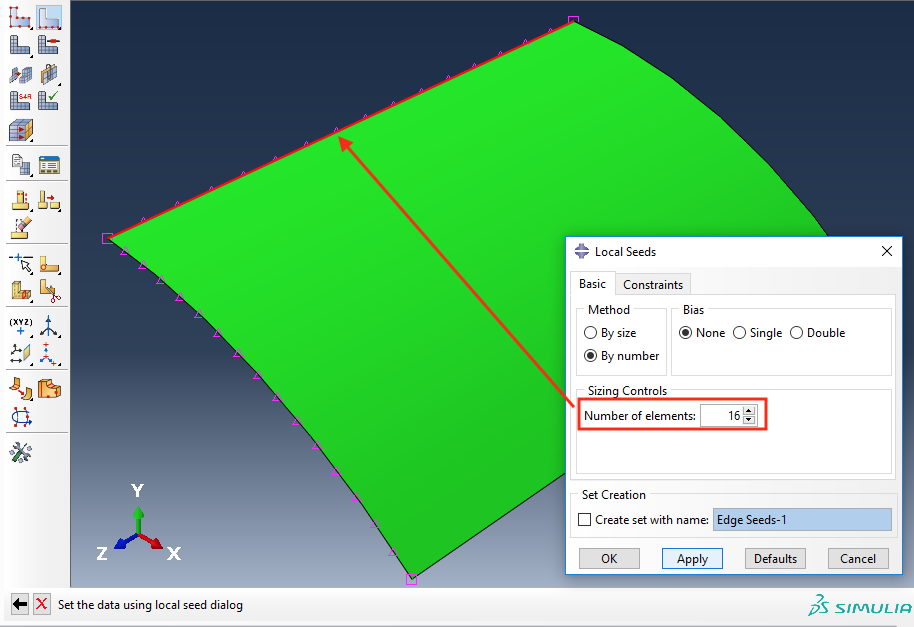 S4R
(XYZ)
Y
Z
X
Local Seeds
Basic
Constraints
Method
Bias
By size
None
Single
Double
By number
Sizing Controls
Number of elements: 16
Set Creation
Create set with name: Edge Seeds-1
OK
Apply
Defaults
Cancel
Set the data using local seed dialog
SIMULIA